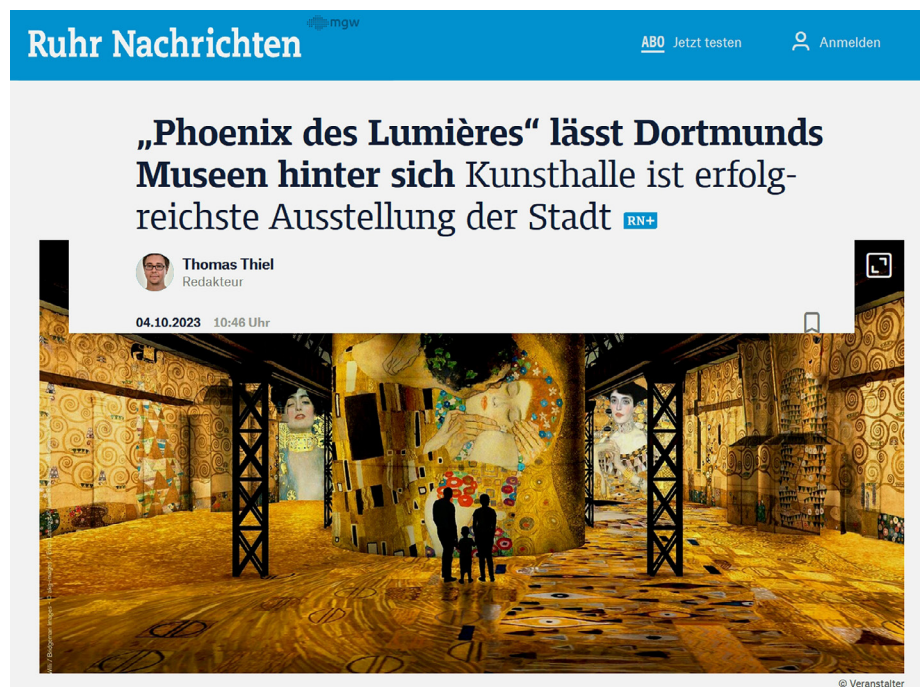 mgw
Ruhr Nachrichten
ABO Jetzt testen
Anmelden
„Phoenix des Lumières“ lässt Dortmunds
Museen hinter sich Kunsthalle ist erfolg-
reichste Ausstellung der Stadt RN+
Thomas Thiel
Redakteur
04.10.2023 10:46 Uhr
© Veranstalter